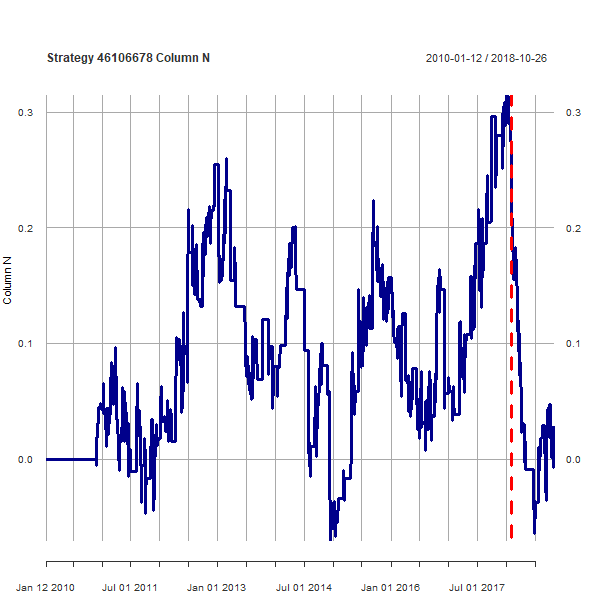 Strategy 46106678 Column N
2010-01-12 / 2018-10-26
0.3 0.3
0.2 0.2
0.1 0.1
0.0 0.0
Column N
Jan 12 2010 Jul 01 2011 Jan 01 2013 Jul 01 2014 Jan 01 2016 Jul 01 2017